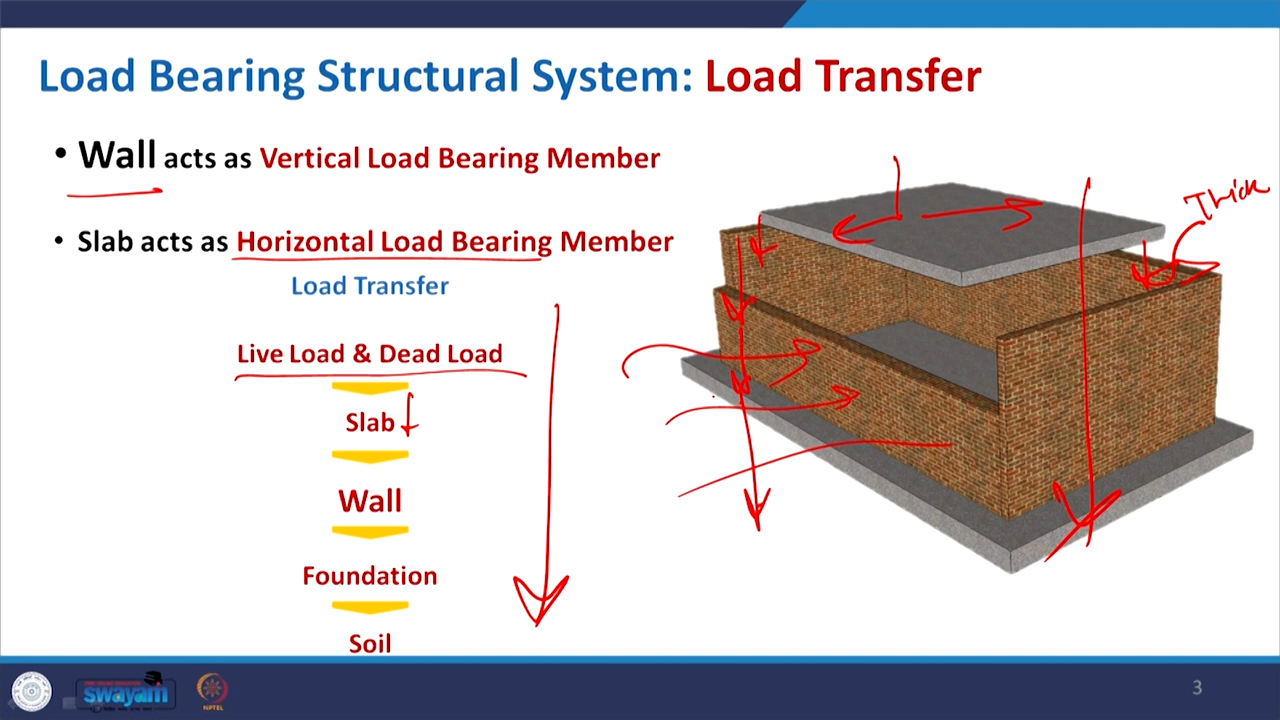 Load Bearing Structural System: Load Transfer
• Wall acts as Vertical Load Bearing Member
• Slab acts as Horizontal Load Bearing Member
Load Transfer
Live Load & Dead Load
Slab
Wall
Foundation
Soil
Thick
swayam
NPTEL
3